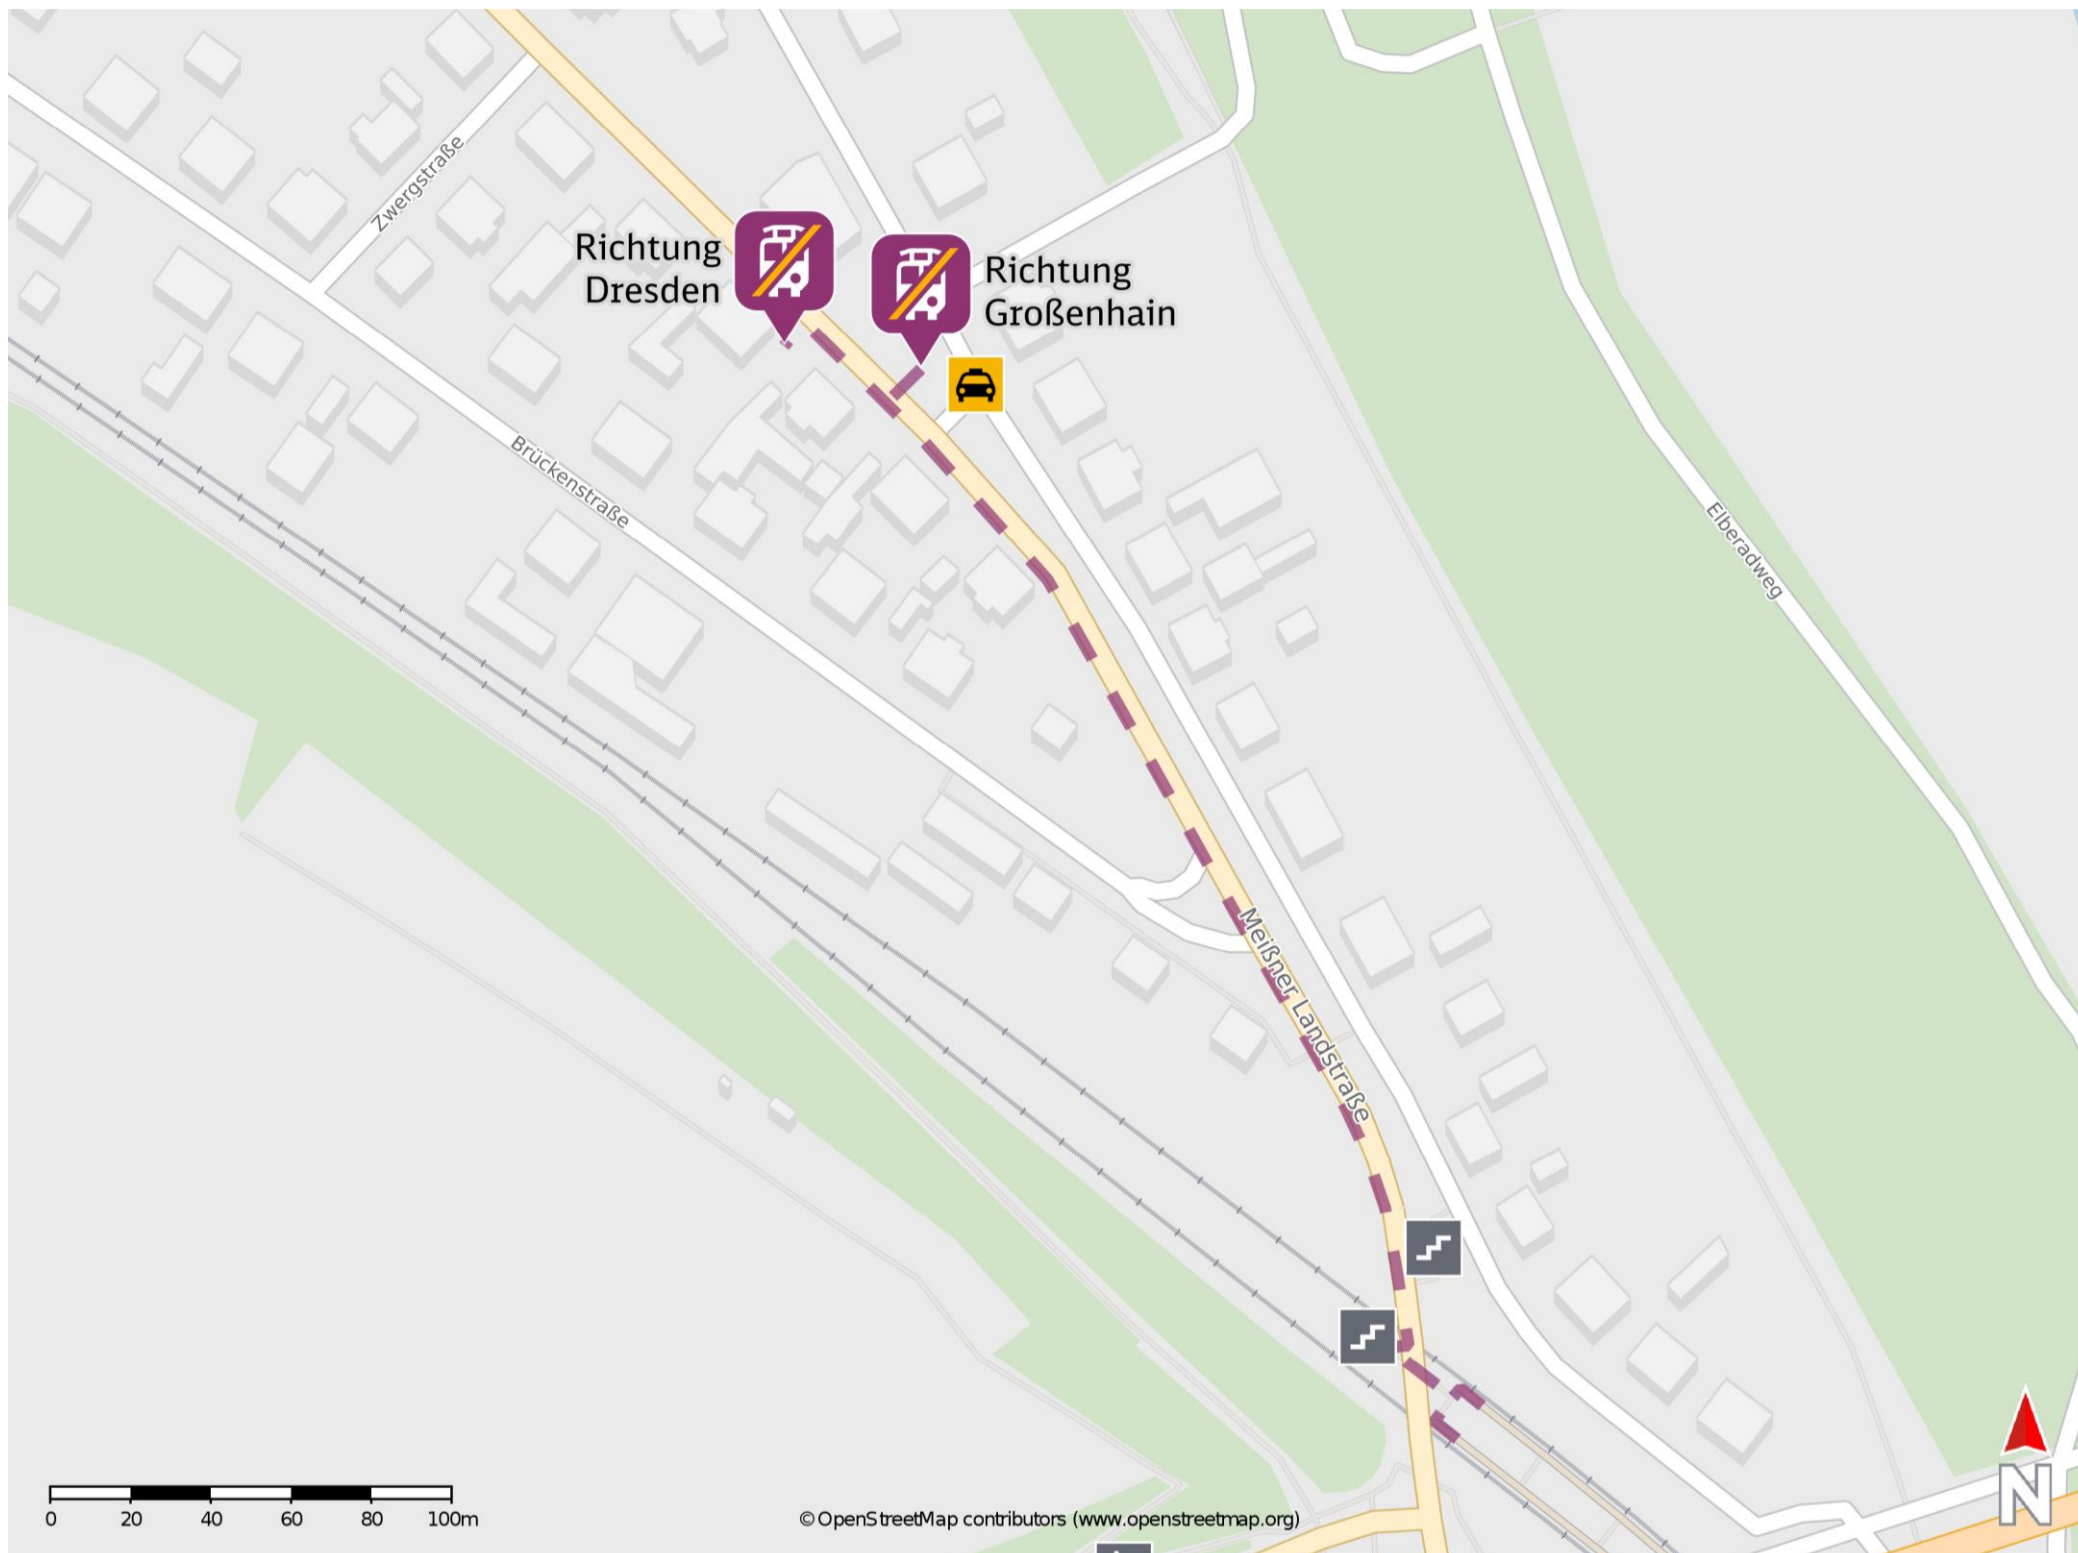 Zwergstraße
Richtung
Dresden
Richtung
Großenhain
Brückenstraße
Elberadweg
Meißner Landstraße
N
0 20 40 60 80 100m
© OpenStreetMap contributors (www.openstreetmap.org)